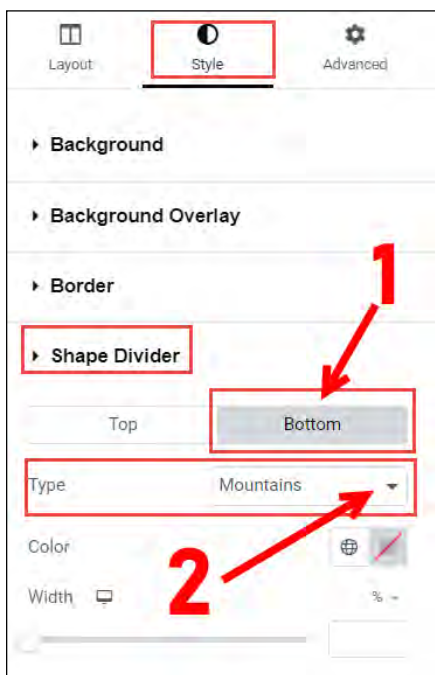 Layout Style Advanced
Background
Background Overlay
Border
1
Shape Divider
Top Bottom
Type Mountains
Color
2
Width %